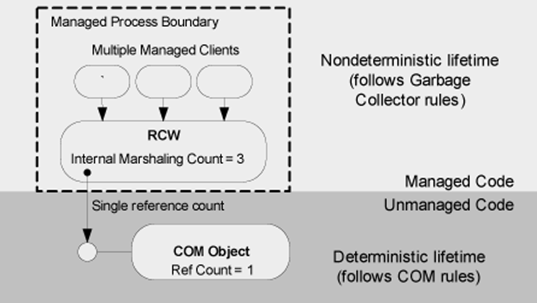 Managed Process Boundary
Multiple Managed Clients
Nondeterministic lifetime
(follows Garbage
Collector rules)
RCW
Internal Marshaling Count = 3
Managed Code
Unmanaged Code
Single reference count
COM Object
Ref Count = 1
Deterministic lifetime
(follows COM rules)